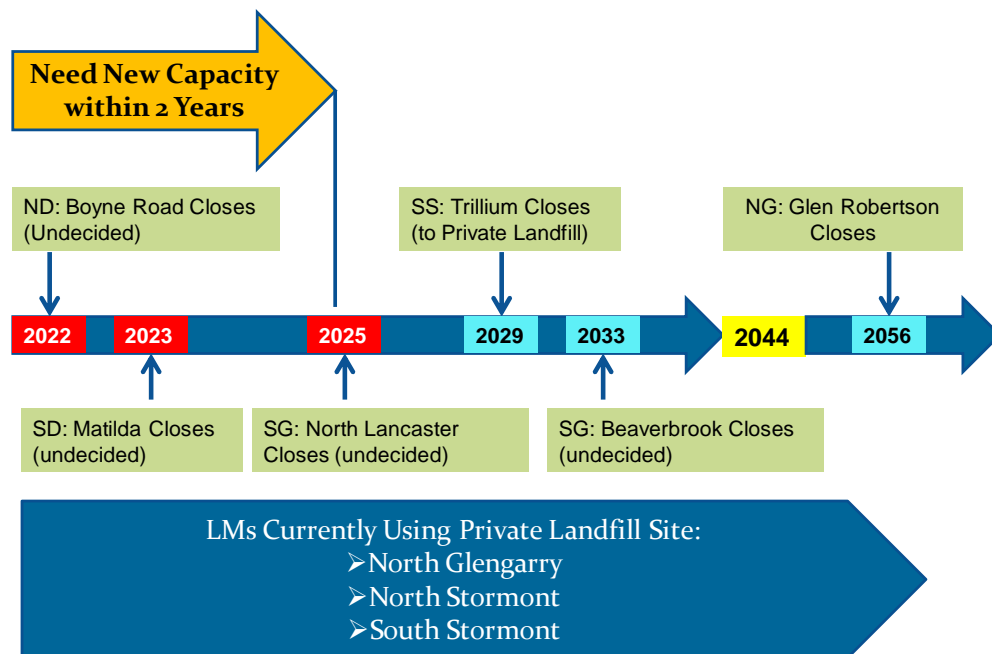 Need New Capacity
within 2 Years
ND: Boyne Road Closes
(Undecided)
SS: Trillium Closes
(to Private Landfill)
NG: Glen Robertson
Closes
2022
2023
2025
2029
2033
2044
2056
SD: Matilda Closes
(undecided)
SG: North Lancaster
Closes (undecided)
SG: Beaverbrook Closes
(undecided)
LMs Currently Using Private Landfill Site:
➢North Glengarry
➢North Stormont
➢South Stormont